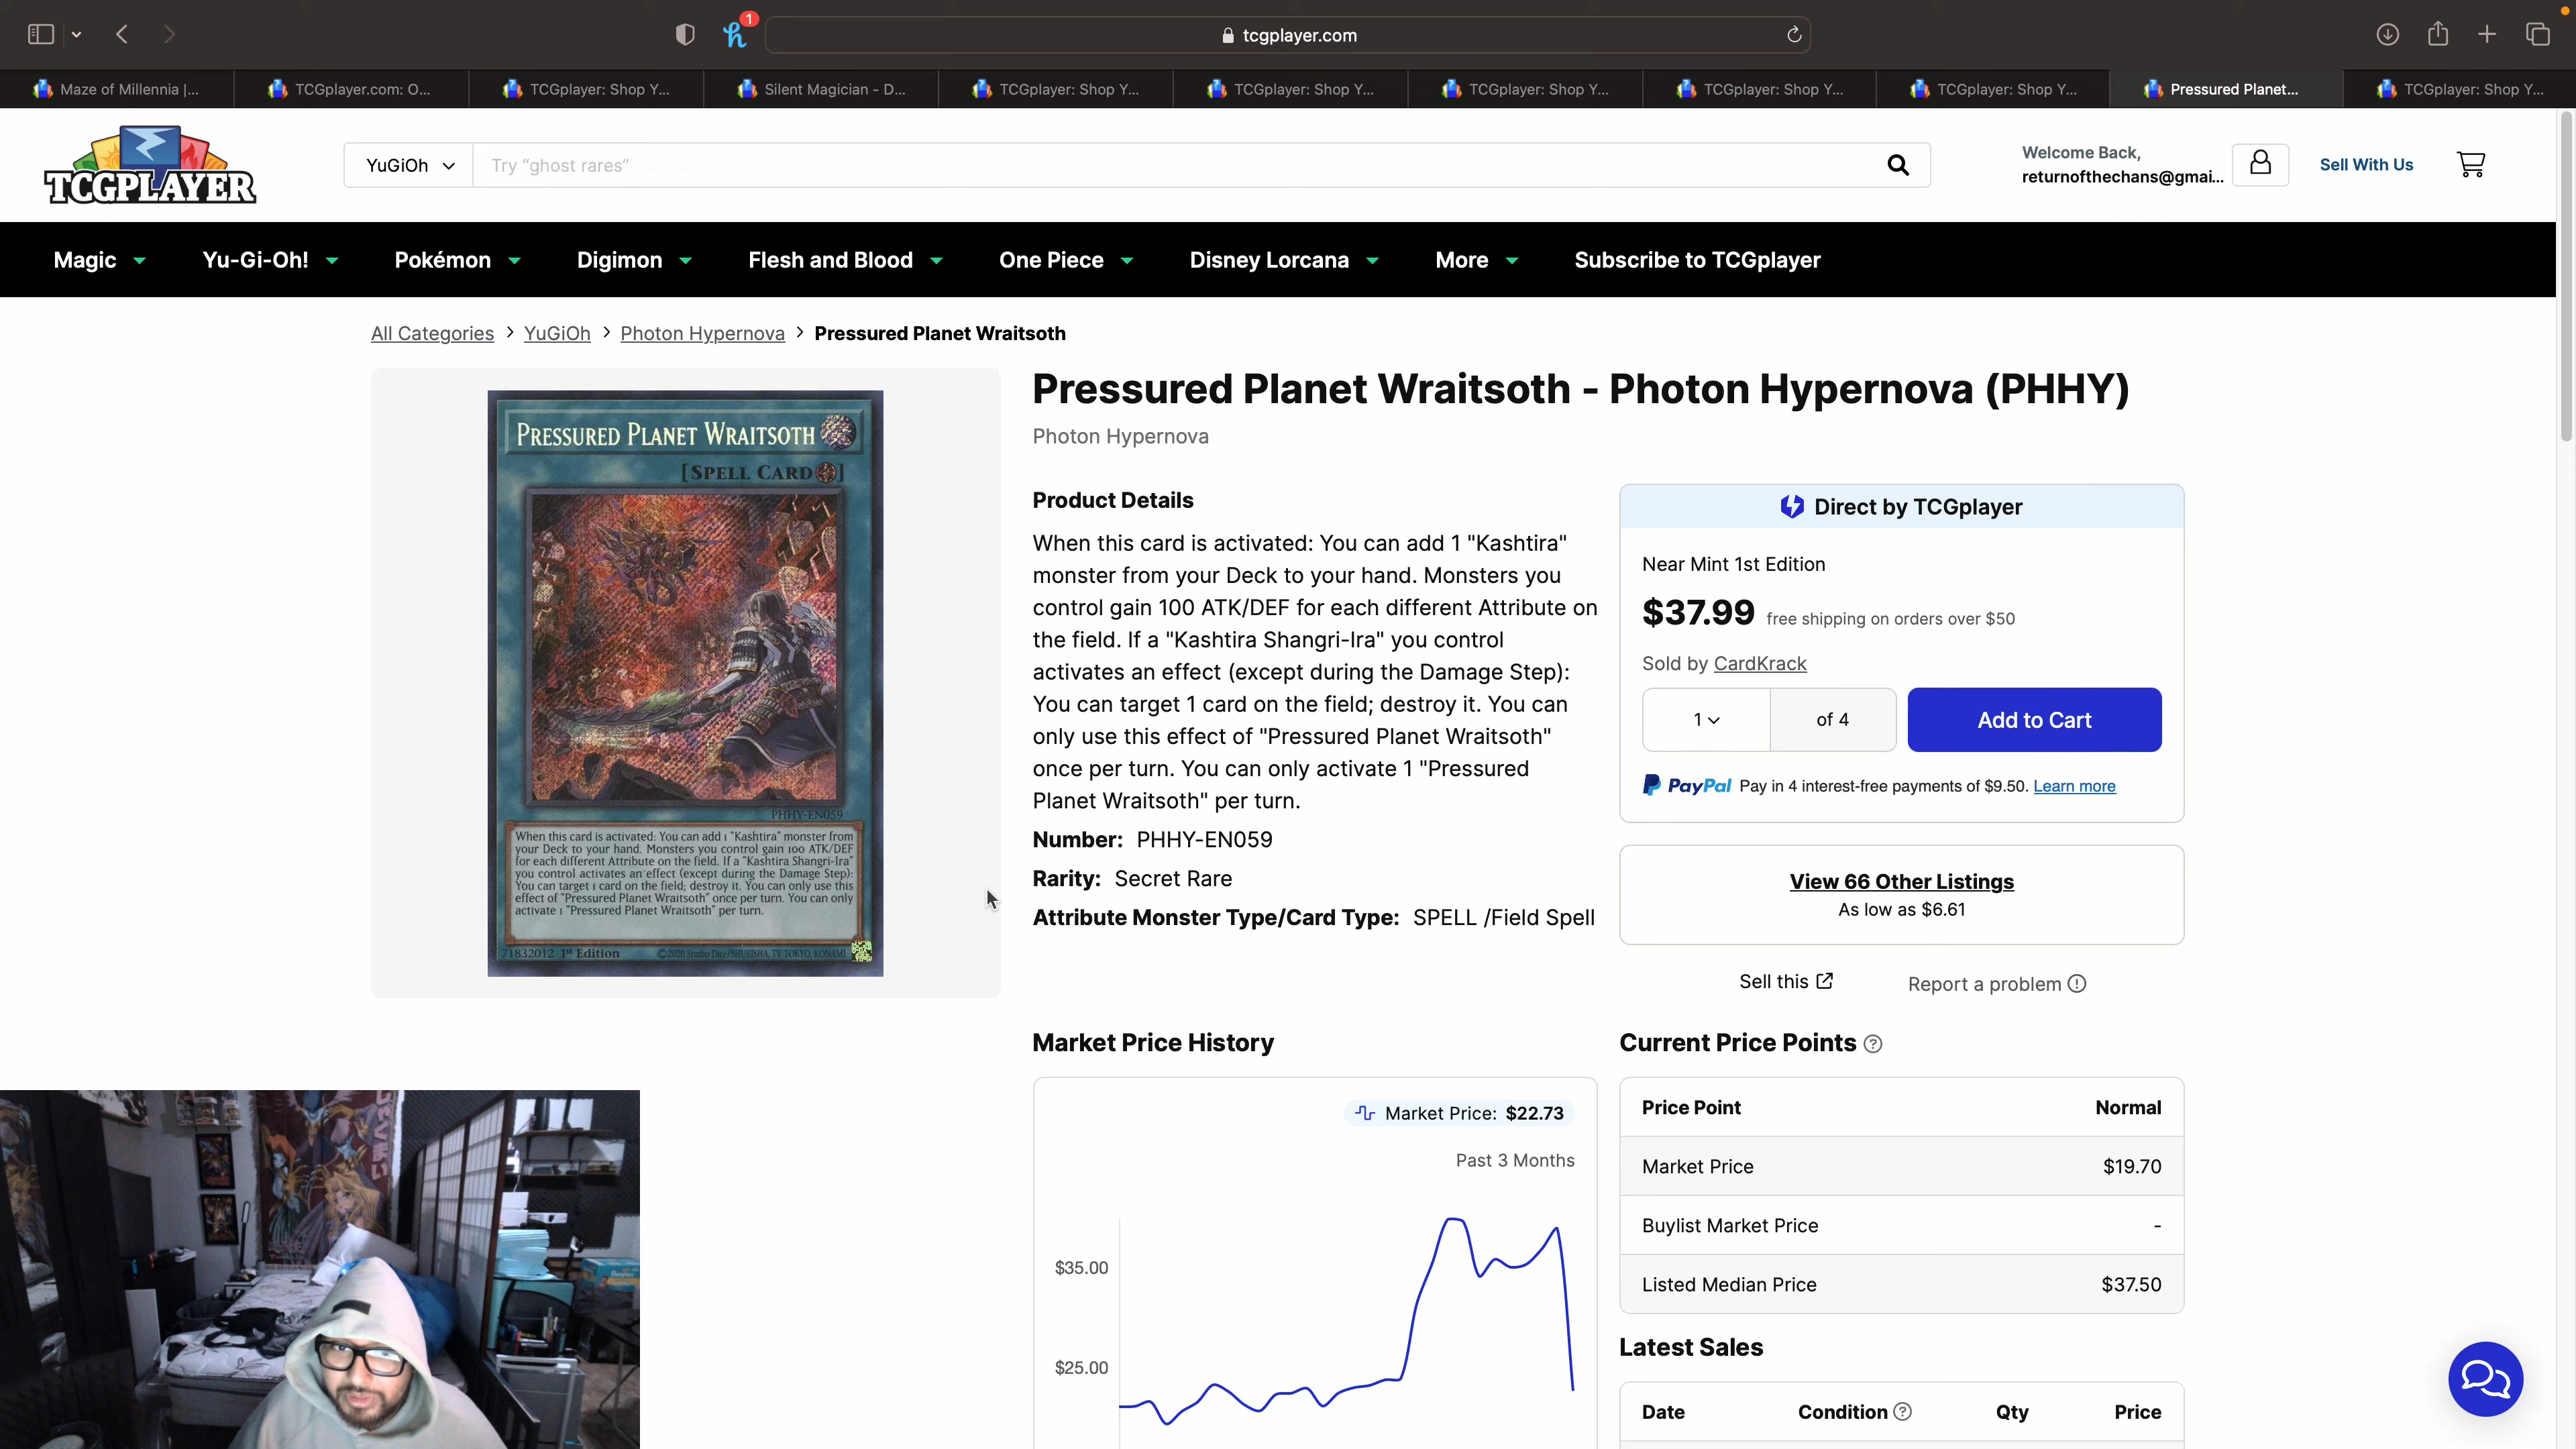 1
tcgplayer.com
Maze of Millennia |...
TCGplayer.com: O...
TCGplayer: Shop Y...
Silent Magician - D...
TCGplayer: Shop Y...
TCGplayer: Shop Y...
TCGplayer: Shop Y...
TCGplayer: Shop Y...
TCGplayer: Shop Y...
Pressured Planet...
TCGplayer: Shop Y...
TCGPLAYER
YuGiOh
Try “ghost rares”
Welcome Back,
returnofthechans@gmai...
Sell With Us
Magic
Yu-Gi-Oh!
Pokémon
Digimon
Flesh and Blood
One Piece
Disney Lorcana
More
Subscribe to TCGplayer
All Categories > YuGiOh > Photon Hypernova > Pressured Planet Wraitsoth
PRESSURED PLANET WRAITSOTH
[SPELL CARD]
PHHY-EN059
When this card is activated: You can add 1 "Kashtira" monster from
your Deck to your hand. Monsters you control gain 100 ATK/DEF
for each different Attribute on the field. If a "Kashtira Shangri-Ira"
you control activates an effect (except during the Damage Step):
You can target 1 card on the field; destroy it. You can only use this
effect of "Pressured Planet Wraitsoth" once per turn. You can only
activate 1 "Pressured Planet Wraitsoth" per turn.
71832012 1st Edition ©2020 Studio Dice/SHUEISHA, TV TOKYO, KONAMI
Pressured Planet Wraitsoth - Photon Hypernova (PHHY)
Photon Hypernova
Product Details
When this card is activated: You can add 1 "Kashtira"
monster from your Deck to your hand. Monsters you
control gain 100 ATK/DEF for each different Attribute on
the field. If a "Kashtira Shangri-Ira" you control
activates an effect (except during the Damage Step):
You can target 1 card on the field; destroy it. You can
only use this effect of "Pressured Planet Wraitsoth"
once per turn. You can only activate 1 "Pressured
Planet Wraitsoth" per turn.
Number: PHHY-EN059
Rarity: Secret Rare
Attribute Monster Type/Card Type: SPELL /Field Spell
Direct by TCGplayer
Near Mint 1st Edition
$37.99 free shipping on orders over $50
Sold by CardKrack
1 of 4
Add to Cart
PayPal Pay in 4 interest-free payments of $9.50. Learn more
View 66 Other Listings
As low as $6.61
Sell this
Report a problem
Market Price History
Market Price: $22.73
Past 3 Months
$35.00
$25.00
Current Price Points
Price Point Normal
Market Price $19.70
Buylist Market Price -
Listed Median Price $37.50
Latest Sales
Date Condition Qty Price